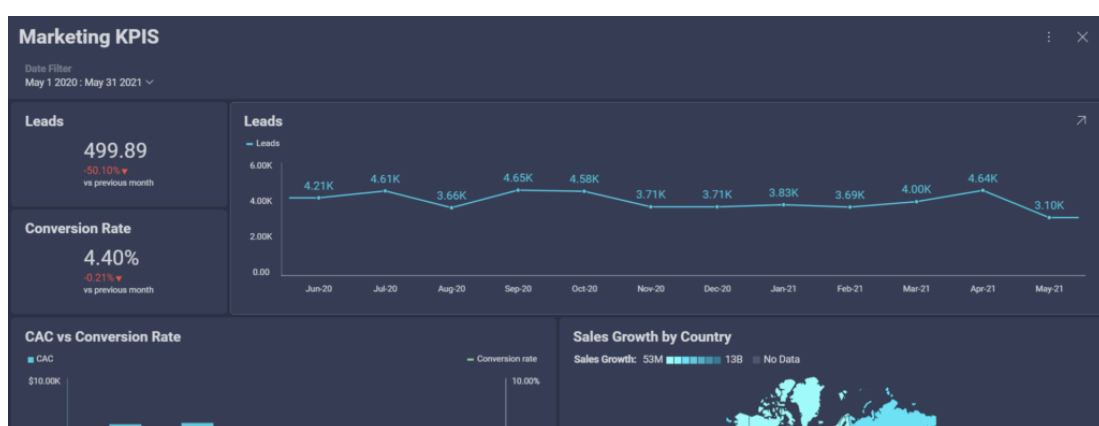 Marketing KPIS
Date Filter
May 1 2020 : May 31 2021
Leads
499.89
-50.10%▼
vs previous month
Conversion Rate
4.40%
-0.21%▼
vs previous month
Leads
Leads
6.00K
4.00K
2.00K
0.00
4.21K 4.61K 3.66K 4.65K 4.58K 3.71K 3.71K 3.83K 3.69K 4.00K 4.64K 3.10K
Jun-20 Jul-20 Aug-20 Sep-20 Oct-20 Nov-20 Dec-20 Jan-21 Feb-21 Mar-21 Apr-21 May-21
CAC vs Conversion Rate
CAC Conversion rate
$10.00K 10.00%
Sales Growth by Country
Sales Growth: 53M 13B No Data